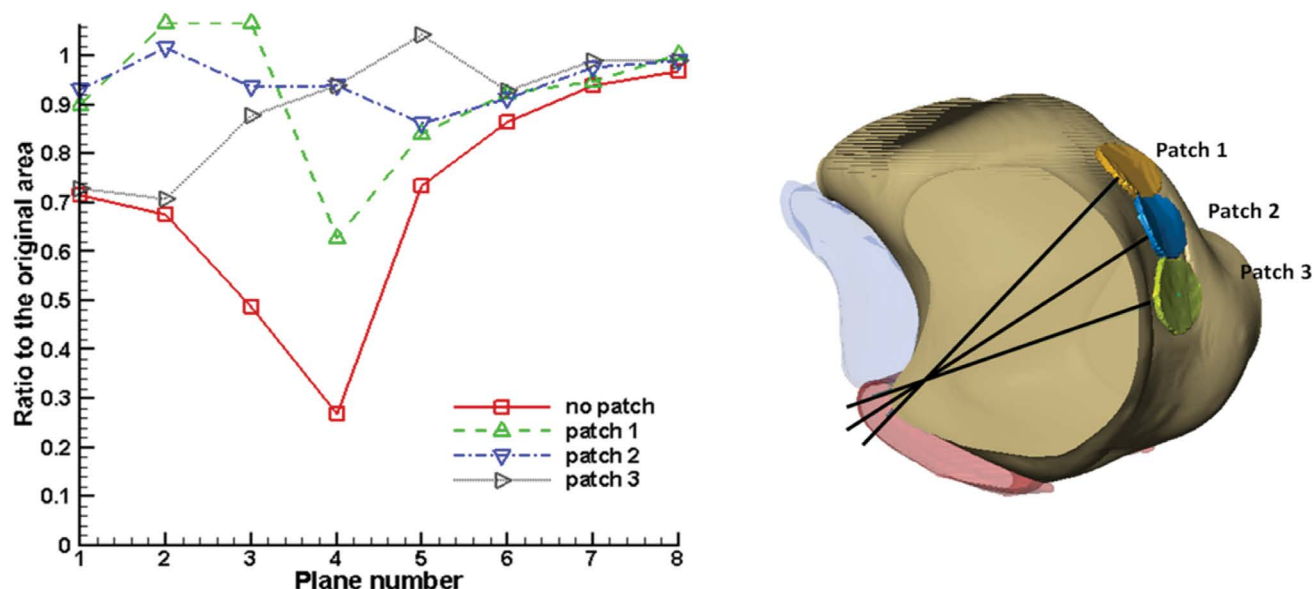 Ratio to the original area
1
0.9
0.8
0.7
0.6
0.5
0.4
0.3
0.2
0.1
0
1 2 3 4 5 6 7 8
Plane number
no patch
patch 1
patch 2
patch 3
Patch 1
Patch 2
Patch 3